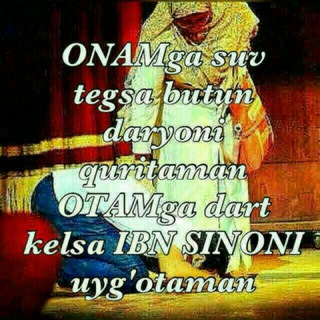 ONAMga suv
tegsa butun
daryoni
quritaman
OTAMga dart
kelsa IBN SINONI
uyg'otaman